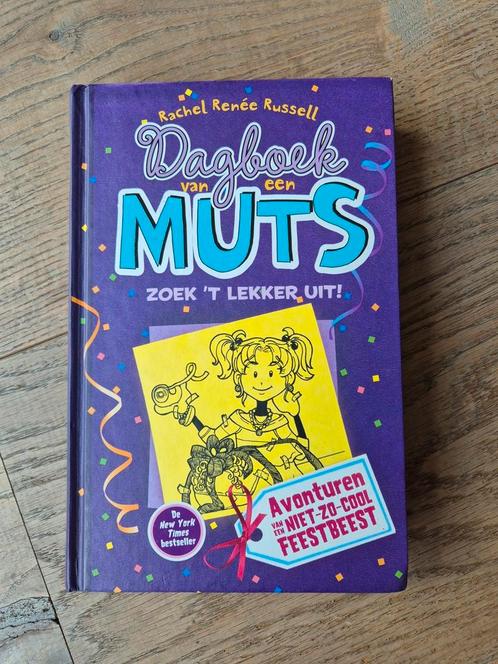 Rachel Renée Russell
Dagboek
van een
MUTS
ZOEK 'T LEKKER UIT!
De
New York
Times
bestseller
Avonturen
VAN EEN NIET-ZO-COOL
FEESTBEEST